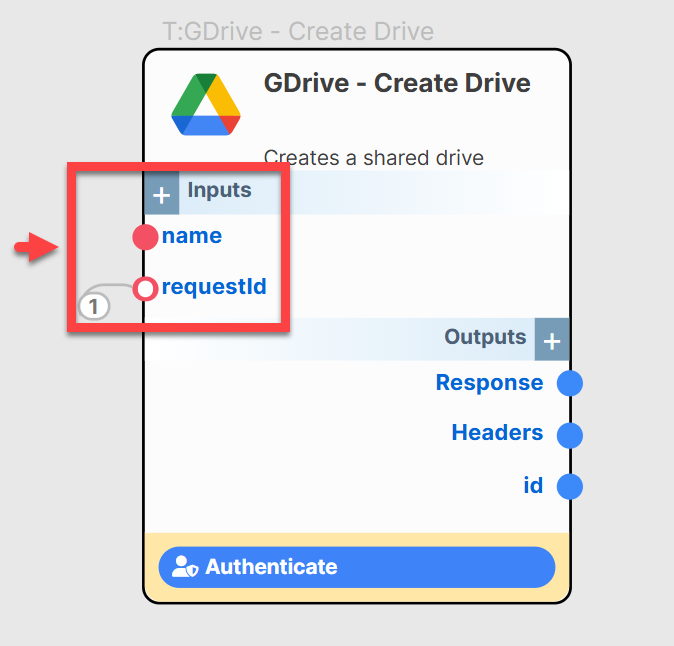 T:GDrive - Create Drive
GDrive - Create Drive
Creates a shared drive
+ Inputs
name
requestId
1
Outputs +
Response
Headers
id
Authenticate